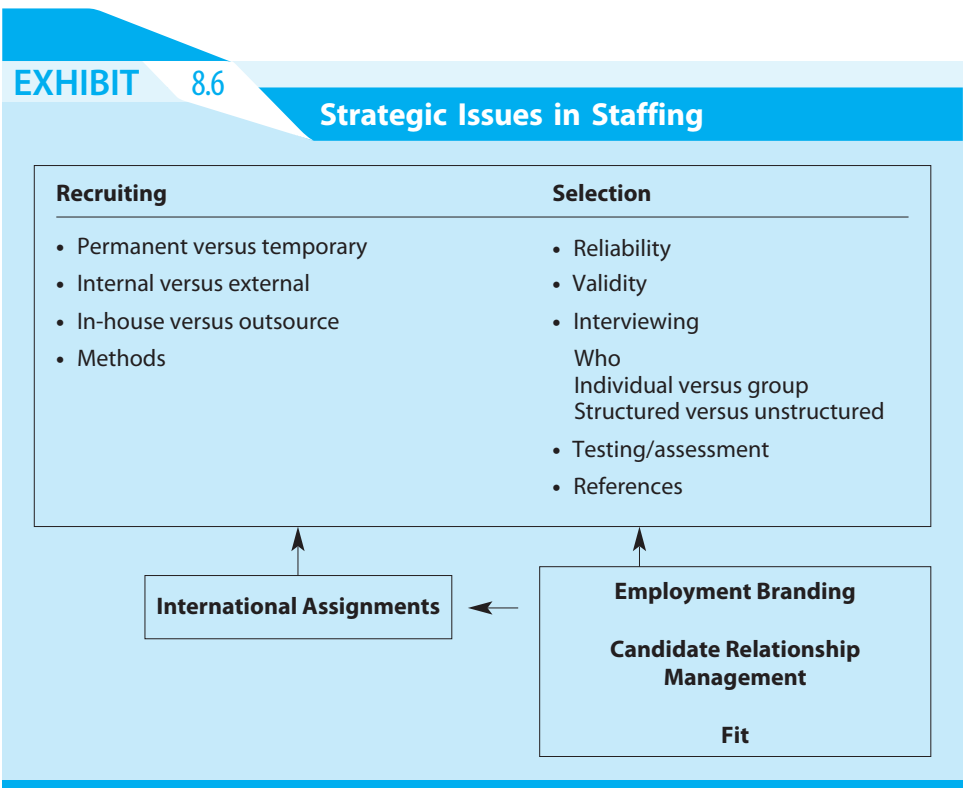 EXHIBIT 8.6
Strategic Issues in Staffing
Recruiting
• Permanent versus temporary
• Internal versus external
• In-house versus outsource
• Methods
Selection
• Reliability
• Validity
• Interviewing
Who
Individual versus group
Structured versus unstructured
• Testing/assessment
• References
International Assignments
Employment Branding
Candidate Relationship
Management
Fit